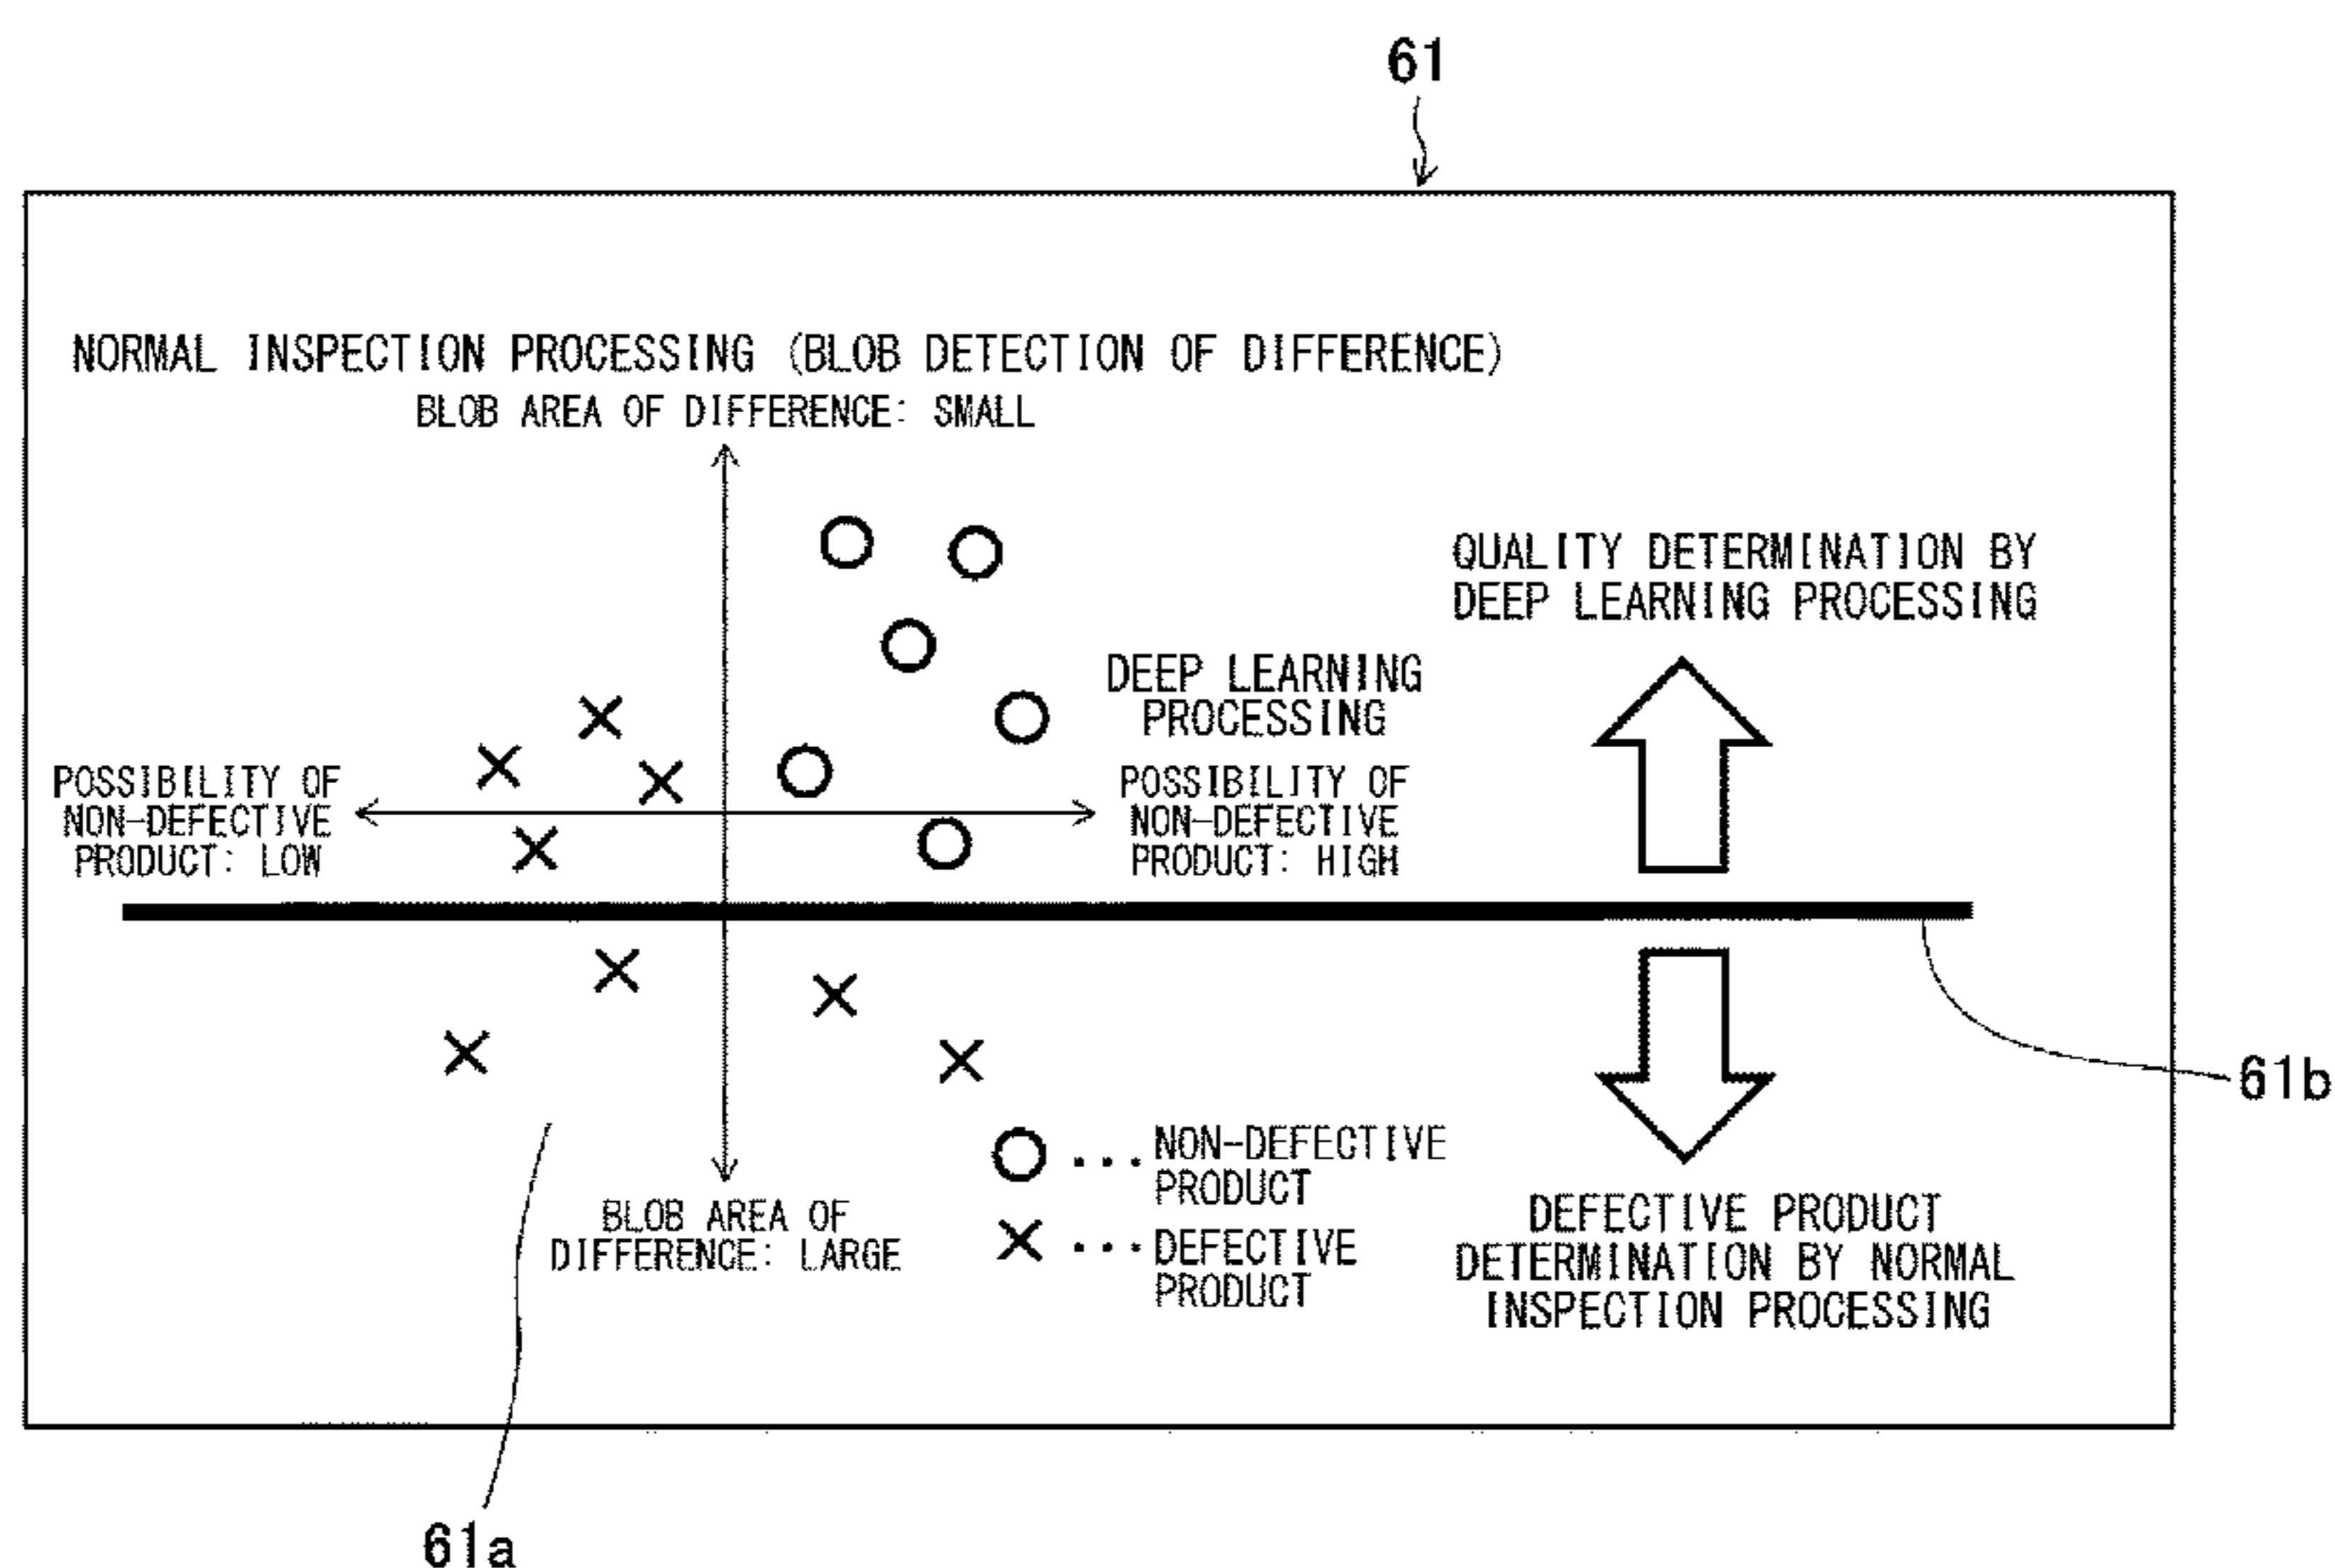 61
NORMAL INSPECTION PROCESSING (BLOB DETECTION OF DIFFERENCE)
BLOB AREA OF DIFFERENCE: SMALL
QUALITY DETERMINATION BY
DEEP LEARNING PROCESSING
DEEP LEARNING
PROCESSING
POSSIBILITY OF
NON-DEFECTIVE
PRODUCT: LOW
POSSIBILITY OF
NON-DEFECTIVE
PRODUCT: HIGH
61b
... NON-DEFECTIVE
PRODUCT
... DEFECTIVE
PRODUCT
BLOB AREA OF
DIFFERENCE: LARGE
DEFECTIVE PRODUCT
DETERMINATION BY NORMAL
INSPECTION PROCESSING
61a